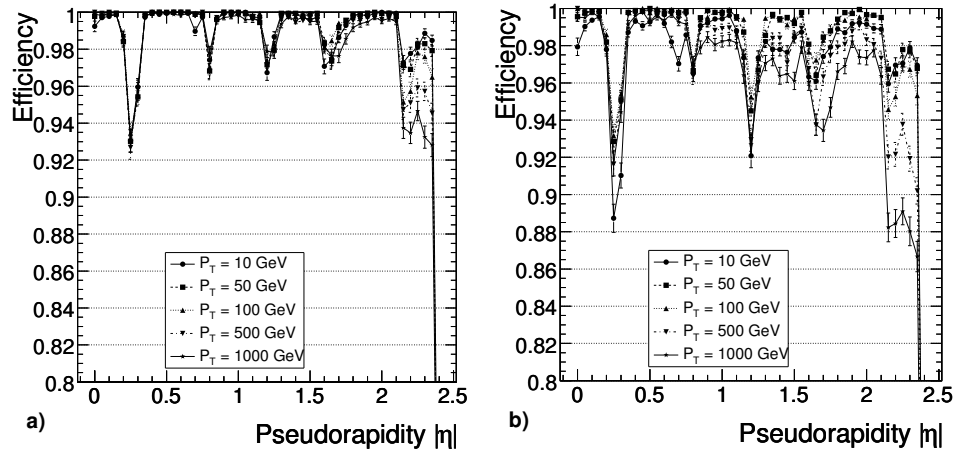 Efficiency
1
0.98
0.96
0.94
0.92
0.9
0.88
0.86
0.84
0.82
0.8
P_T = 10 GeV
P_T = 50 GeV
P_T = 100 GeV
P_T = 500 GeV
P_T = 1000 GeV
0 0.5 1 1.5 2 2.5
a) Pseudorapidity |η|
Efficiency
1
0.98
0.96
0.94
0.92
0.9
0.88
0.86
0.84
0.82
0.8
P_T = 10 GeV
P_T = 50 GeV
P_T = 100 GeV
P_T = 500 GeV
P_T = 1000 GeV
0 0.5 1 1.5 2 2.5
b) Pseudorapidity |η|